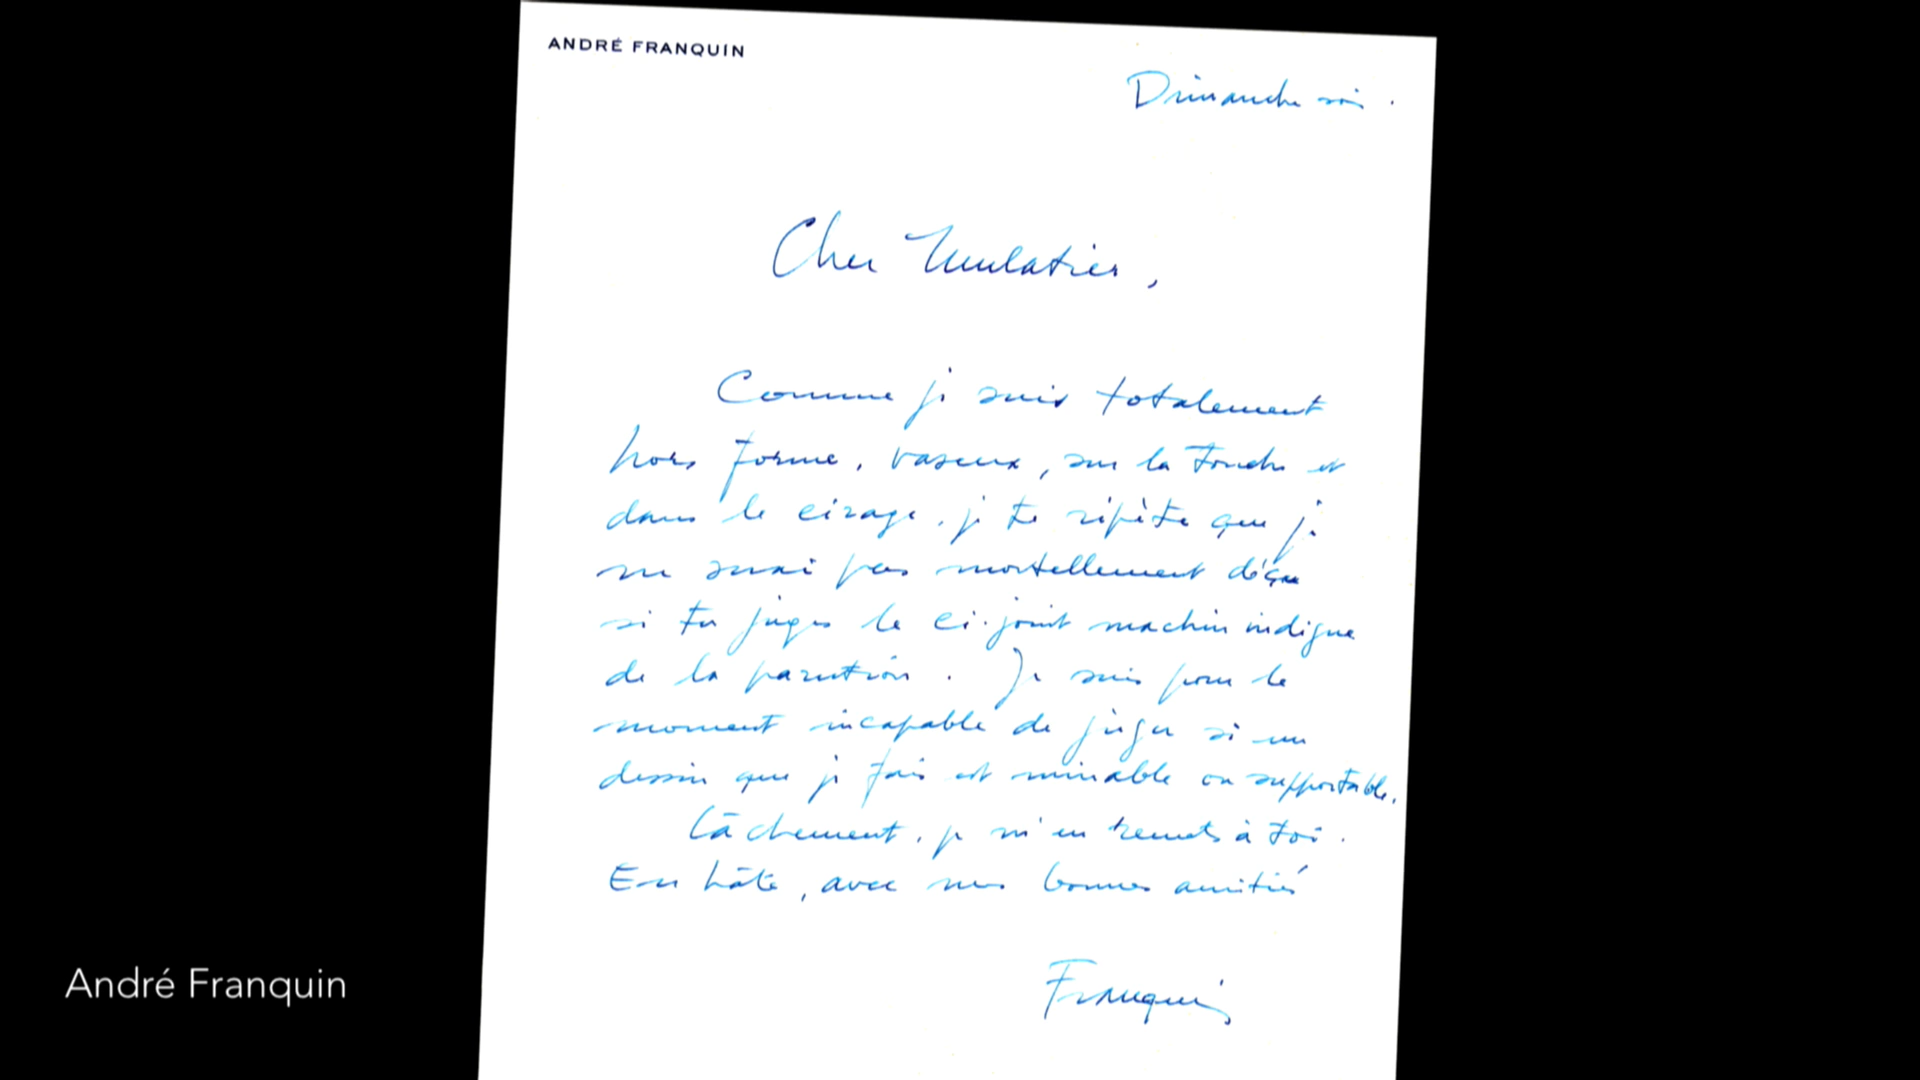 ANDRÉ FRANQUIN
Dimanche soir.
Cher Mulatier,
Comme je suis totalement
hors forme, vaseux, sur la touche et
dans le cirage, je te répète que je
ne serai pas mortellement déçu
si tu juges le ci-joint machin indigne
de la parution. Je suis pour le
moment incapable de juger si un
dessin que je fais est minable ou supportable.
Lâchement, je m'en remets à toi.
En hâte, avec mes bonnes amitiés
Franquin
André Franquin